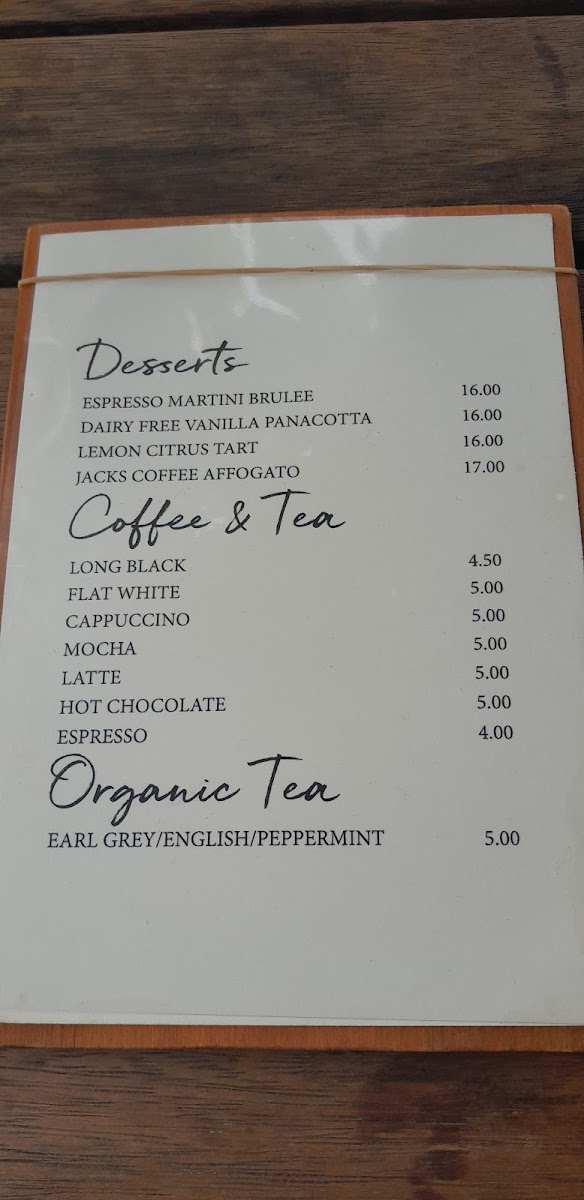 Desserts
ESPRESSO MARTINI BRULEE 16.00
DAIRY FREE VANILLA PANACOTTA 16.00
LEMON CITRUS TART 16.00
JACKS COFFEE AFFOGATO 17.00
Coffee & Tea
LONG BLACK 4.50
FLAT WHITE 5.00
CAPPUCCINO 5.00
MOCHA 5.00
LATTE 5.00
HOT CHOCOLATE 5.00
ESPRESSO 4.00
Organic Tea
EARL GREY/ENGLISH/PEPPERMINT 5.00